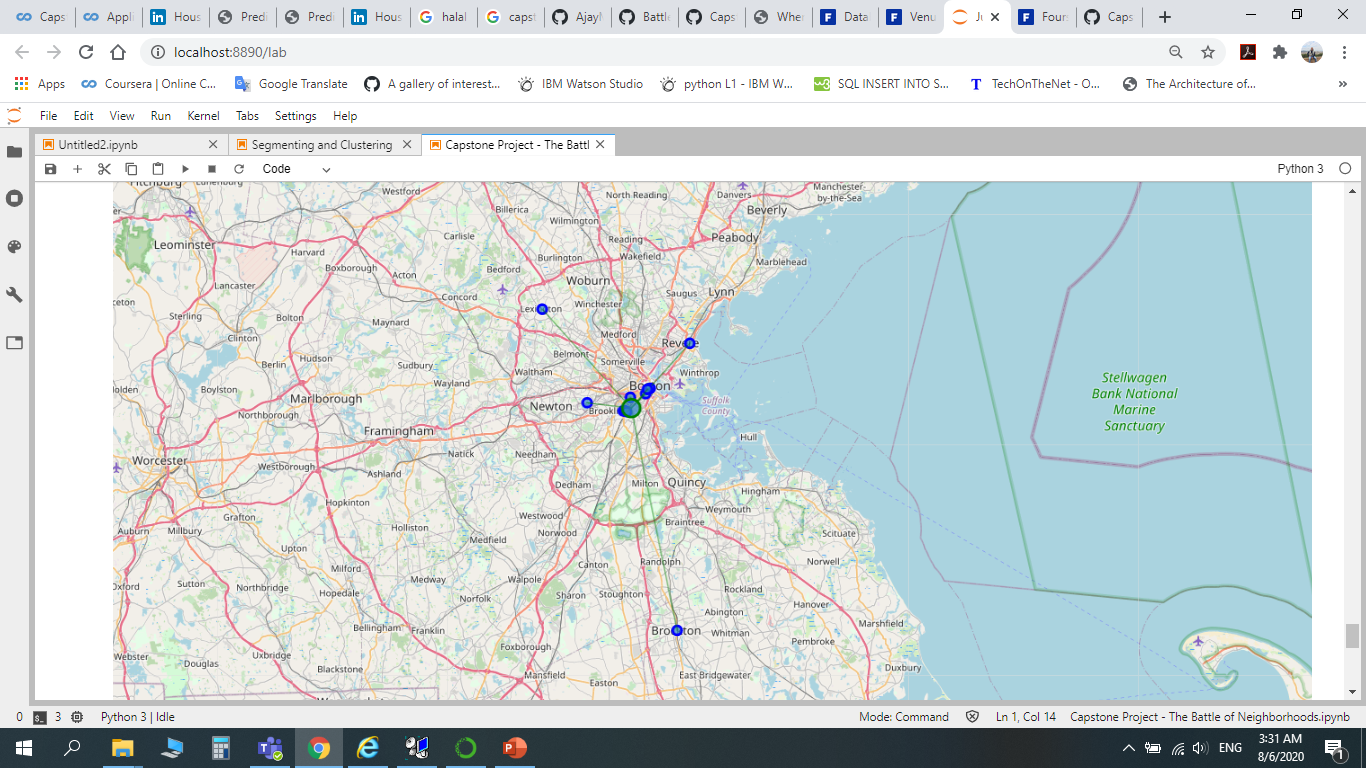 Caps
Appli
Hous
Predi
Predi
Hous
halal
capst
AjayN
Battle
Caps
Wher
Data
Venu
Ju
Four
Caps
localhost:8890/lab
Apps
Coursera | Online C...
Google Translate
A gallery of interest...
IBM Watson Studio
python L1 - IBM W...
SQL INSERT INTO S...
TechOnTheNet - O...
The Architecture of...
»
File Edit View Run Kernel Tabs Settings Help
Untitled2.ipynb
Segmenting and Clustering
Capstone Project - The Battl
Code
Python 3
Fitchburg
Lunenburg
Westford
Billerica
North Reading
Danvers
Manchester-
by-the-Sea
Beverly
Wilmington
Leominster
Harvard
Carlisle
Reading
Peabody
Boxborough
Burlington
Wakefield
Marblehead
Acton
Bedford
Woburn
Lancaster
Concord
Saugus
Lynn
ceton
Sterling
Bolton
Maynard
Lexington
Winchester
Clinton
Medford
Revere
Hudson
Belmont
Somerville
Berlin
Waltham
Winthrop
olden
Boylston
Marlborough
Wayland
Boston
Northborough
Newton
Brookline
Suffolk
County
Stellwagen
Bank National
Marine
Sanctuary
Framingham
Hull
Worcester
Westborough
Natick
Needham
Ashland
Dedham
Milton
Quincy
Hingham
Hopkinton
Weymouth
Grafton
Westwood
Braintree
Auburn
Millbury
Holliston
Norwood
Scituate
Upton
Medfield
Canton
Randolph
Norwell
Oxford
Sutton
Milford
Medway
Walpole
Northbridge
Hopedale
Norfolk
Sharon
Stoughton
Rockland
Abington
Hanover
Marshfield
Bellingham
Franklin
Brockton
Whitman
Pembroke
Webster
Douglas
Uxbridge
Foxborough
Blackstone
Mansfield
Easton
East Bridgewater
Duxbury
0
3
Python 3 | Idle
Mode: Command
Ln 1, Col 14
Capstone Project - The Battle of Neighborhoods.ipynb
ENG
3:31 AM
8/6/2020
1